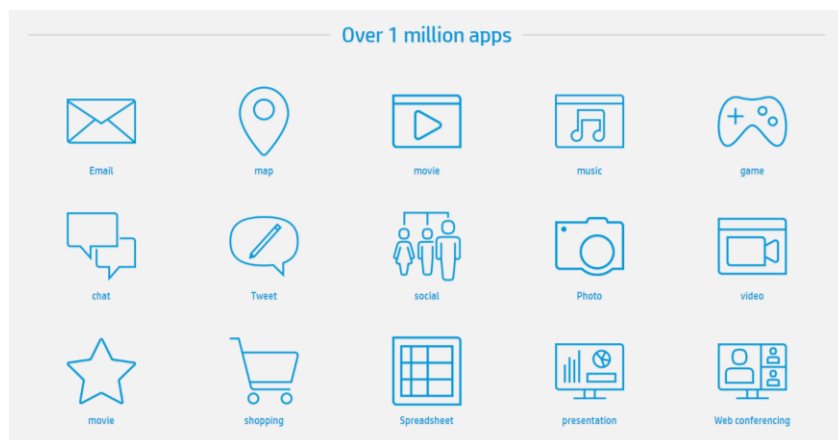 Over 1 million apps
Email
map
movie
music
game
chat
Tweet
social
Photo
video
movie
shopping
Spreadsheet
presentation
Web conferencing